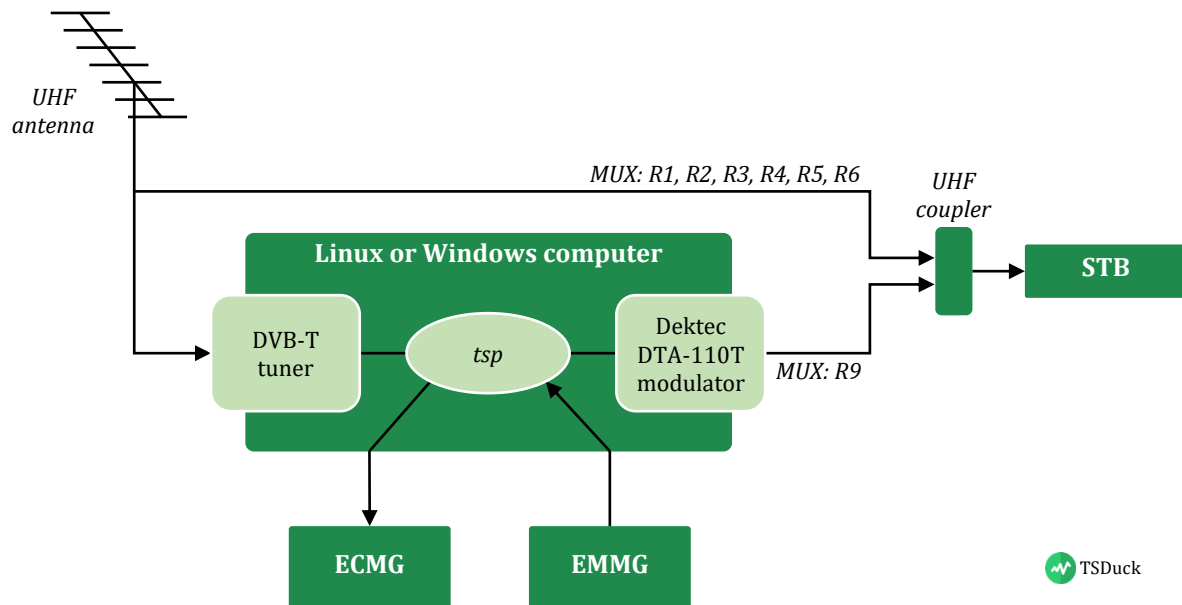 UHF
antenna
MUX: R1, R2, R3, R4, R5, R6
UHF
coupler
Linux or Windows computer
STB
DVB-T
tuner
tsp
Dektec
DTA-110T
modulator
MUX: R9
ECMG
EMMG
TSDuck